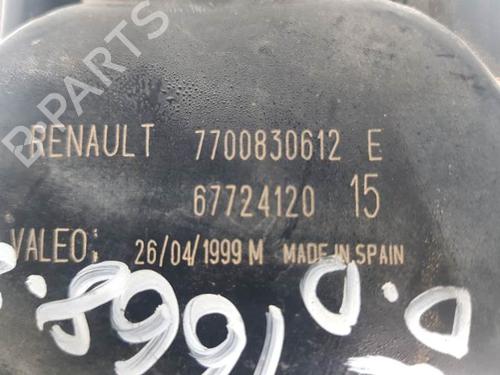 B-PARTS
RENAULT 7700830612 E
67724120 15
VALEO; 26/04/1999 M MADE IN SPAIN